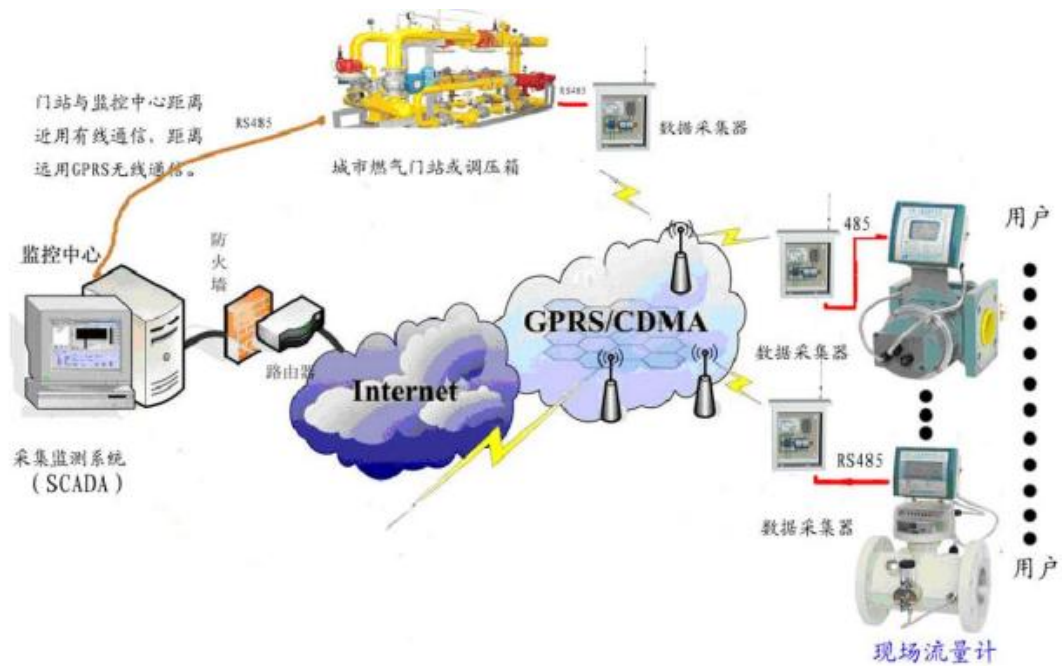 门站与监控中心距离
近用有线通信，距离
远用GPRS无线通信。
RS485
RS485
数据采集器
城市燃气门站或调压箱
监控中心
防火墙
路由器
采集监测系统
(SCADA)
Internet
GPRS/CDMA
485
用户
数据采集器
RS485
数据采集器
用户
现场流量计